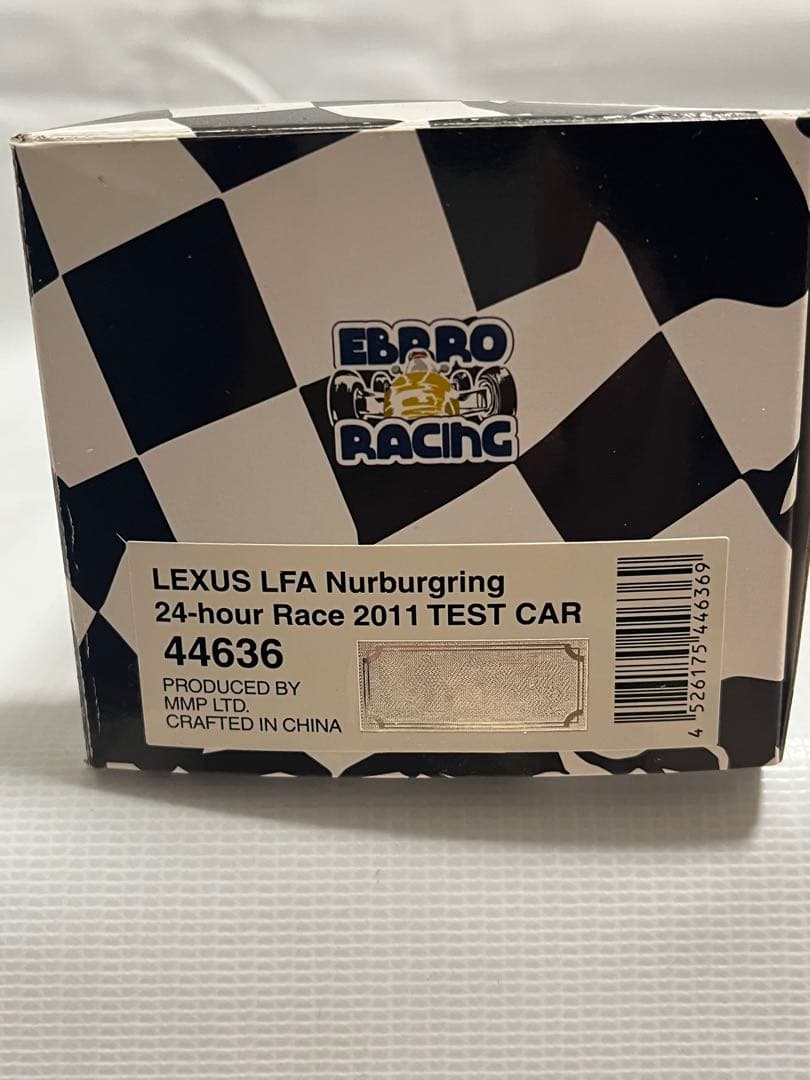 EBBRO
RACING
LEXUS LFA Nurburgring
24-hour Race 2011 TEST CAR
44636
PRODUCED BY
MMP LTD.
CRAFTED IN CHINA
4 526175 446369